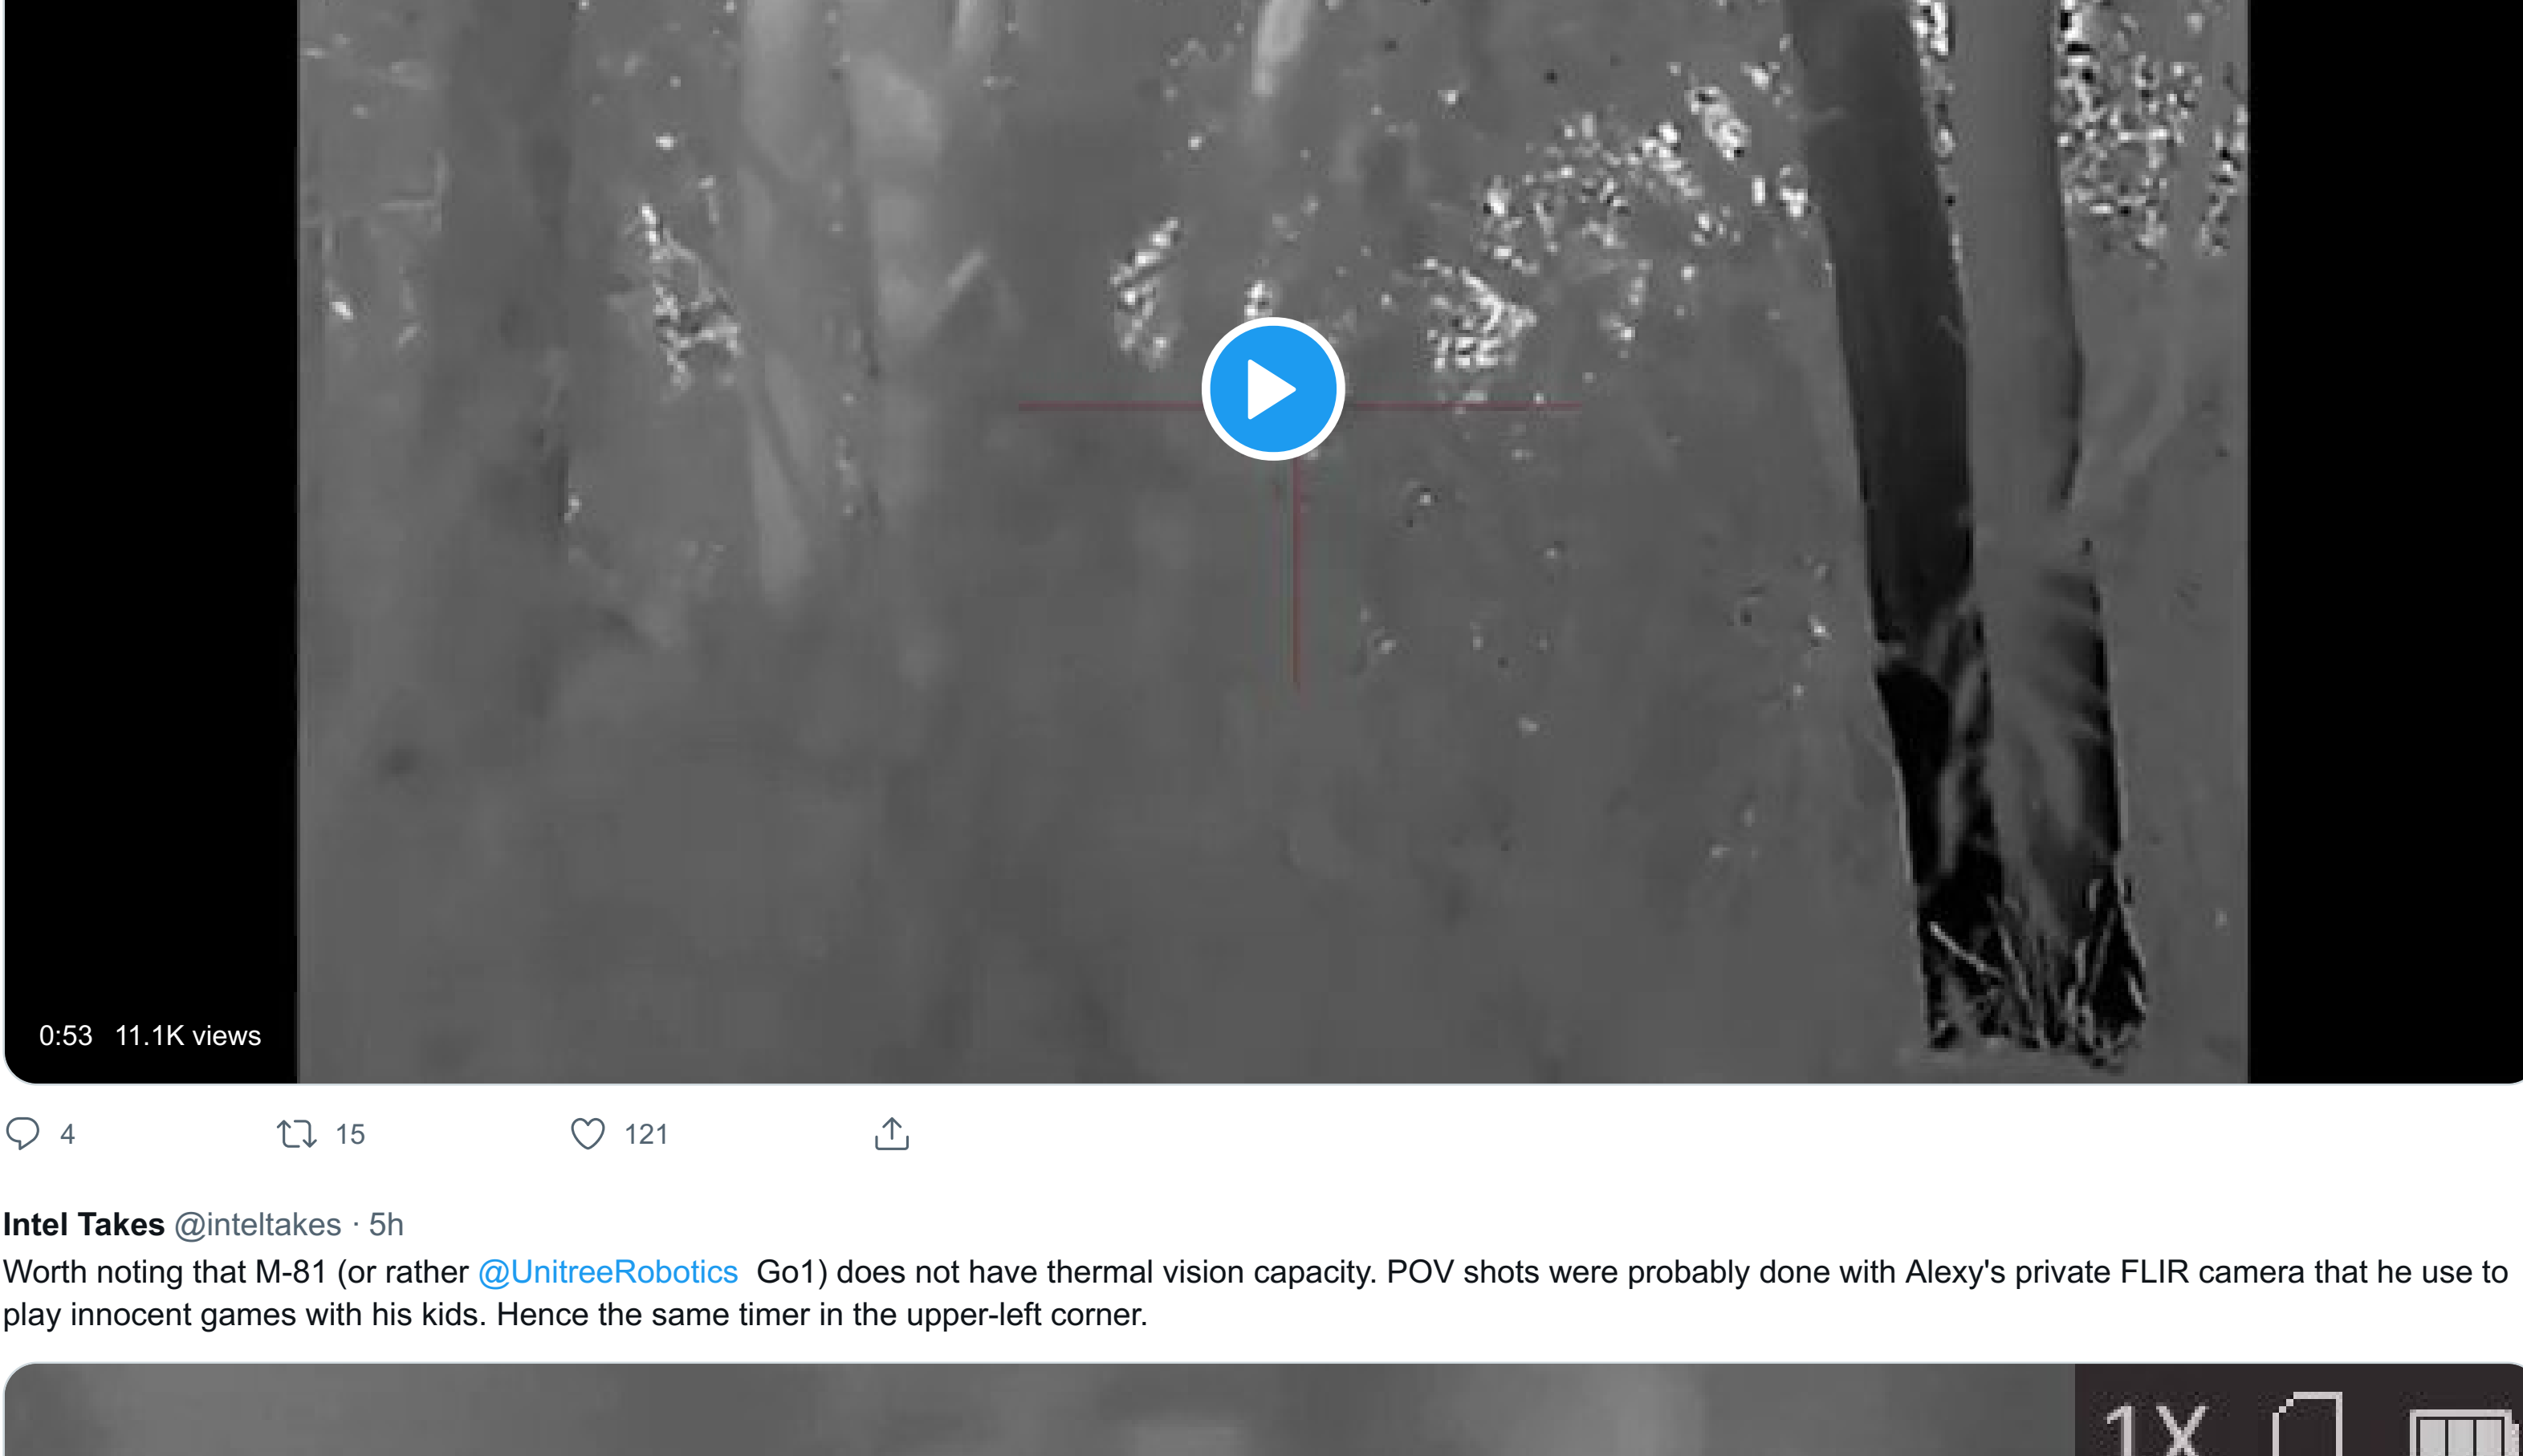 0:53 11.1K views
4 15 121
Intel Takes @inteltakes · 5h
Worth noting that M-81 (or rather @UnitreeRobotics Go1) does not have thermal vision capacity. POV shots were probably done with Alexy's private FLIR camera that he use to
play innocent games with his kids. Hence the same timer in the upper-left corner.
1X